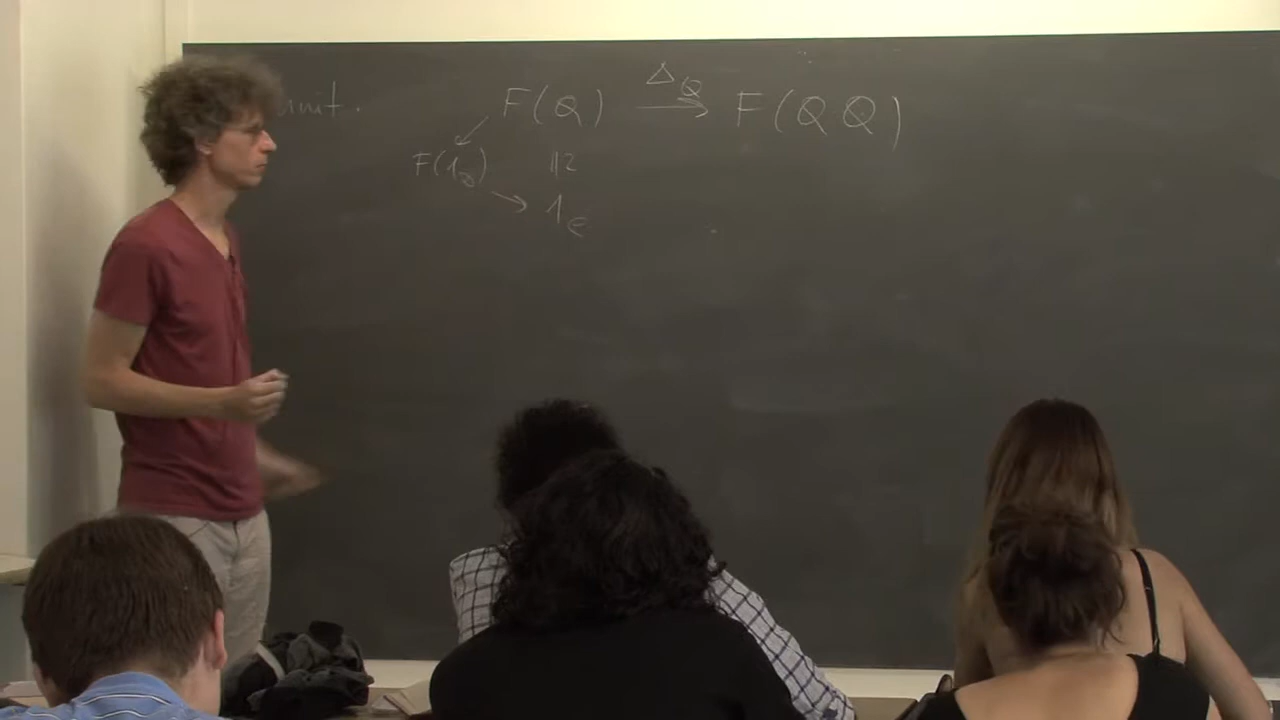 unit. F(Q) →^{Δ_Q} F(QQ)
↙
F(1_Q) ≀∥
↘ 1_e